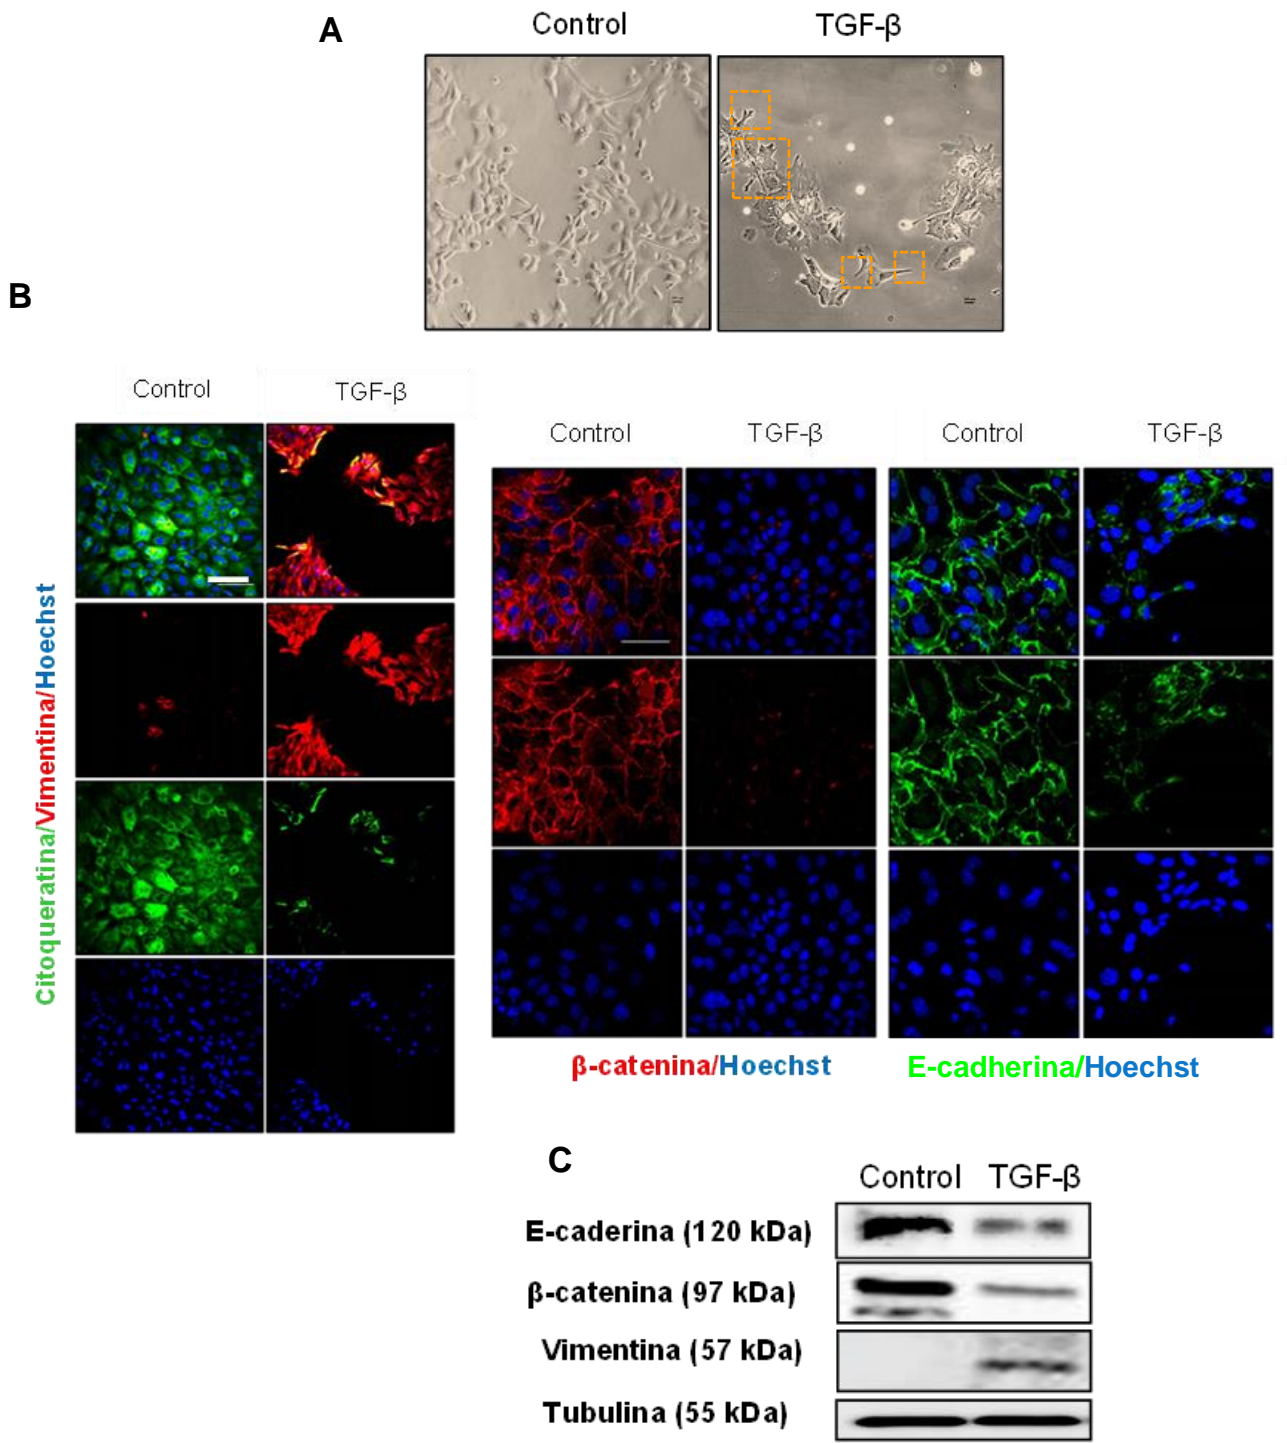 A
Control
TGF-β
B
Control
TGF-β
Control
TGF-β
Control
TGF-β
Citoqueratina/Vimentina/Hoechst
β-catenina/Hoechst
E-cadherina/Hoechst
C
Control
TGF-β
E-caderina (120 kDa)
β-catenina (97 kDa)
Vimentina (57 kDa)
Tubulina (55 kDa)